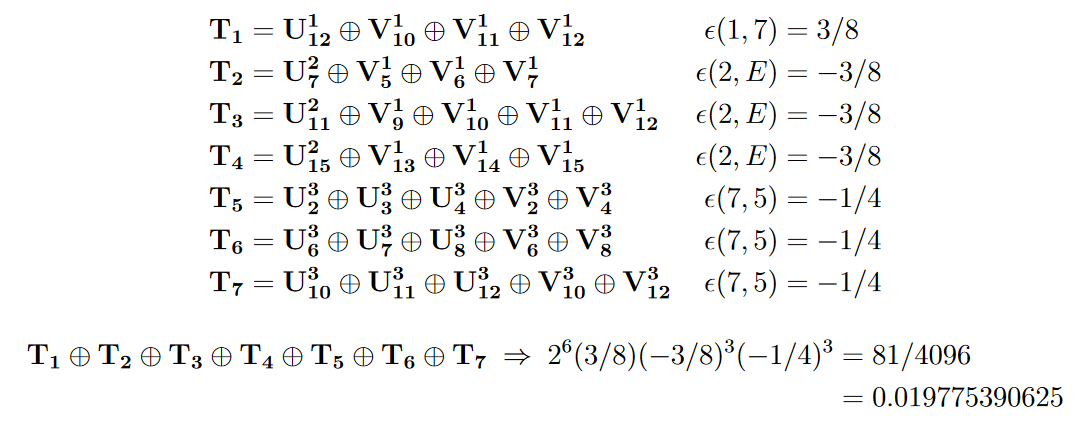 T₁ = U¹₁₂ ⊕ V¹₁₀ ⊕ V¹₁₁ ⊕ V¹₁₂ ϵ(1, 7) = 3/8
T₂ = U²₇ ⊕ V¹₅ ⊕ V¹₆ ⊕ V¹₇ ϵ(2, E) = −3/8
T₃ = U²₁₁ ⊕ V¹₉ ⊕ V¹₁₀ ⊕ V¹₁₁ ⊕ V¹₁₂ ϵ(2, E) = −3/8
T₄ = U²₁₅ ⊕ V¹₁₃ ⊕ V¹₁₄ ⊕ V¹₁₅ ϵ(2, E) = −3/8
T₅ = U³₂ ⊕ U³₃ ⊕ U³₄ ⊕ V³₂ ⊕ V³₄ ϵ(7, 5) = −1/4
T₆ = U³₆ ⊕ U³₇ ⊕ U³₈ ⊕ V³₆ ⊕ V³₈ ϵ(7, 5) = −1/4
T₇ = U³₁₀ ⊕ U³₁₁ ⊕ U³₁₂ ⊕ V³₁₀ ⊕ V³₁₂ ϵ(7, 5) = −1/4
T₁ ⊕ T₂ ⊕ T₃ ⊕ T₄ ⊕ T₅ ⊕ T₆ ⊕ T₇ ⇒ 2⁶(3/8)(−3/8)³(−1/4)³ = 81/4096
= 0.019775390625